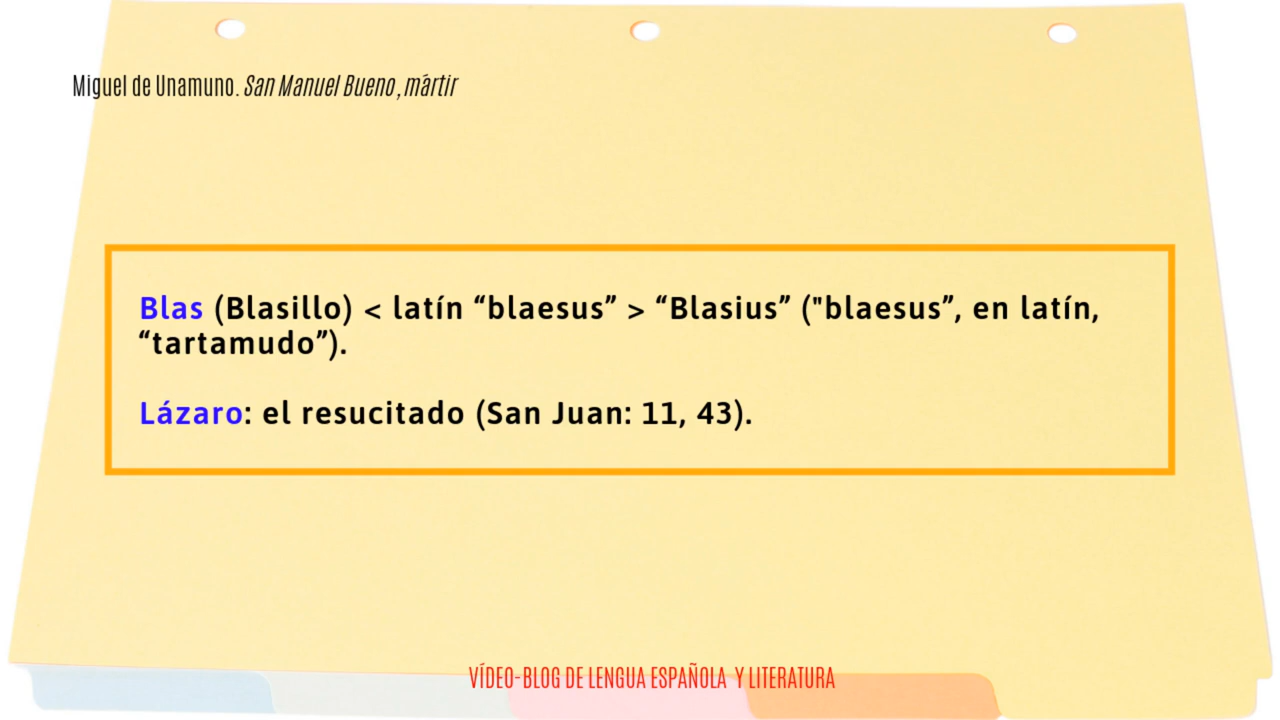 Miguel de Unamuno. San Manuel Bueno, mártir
Blas (Blasillo) < latín “blaesus” > “Blasius” ("blaesus”, en latín,
“tartamudo”).
Lázaro: el resucitado (San Juan: 11, 43).
VÍDEO-BLOG DE LENGUA ESPAÑOLA Y LITERATURA